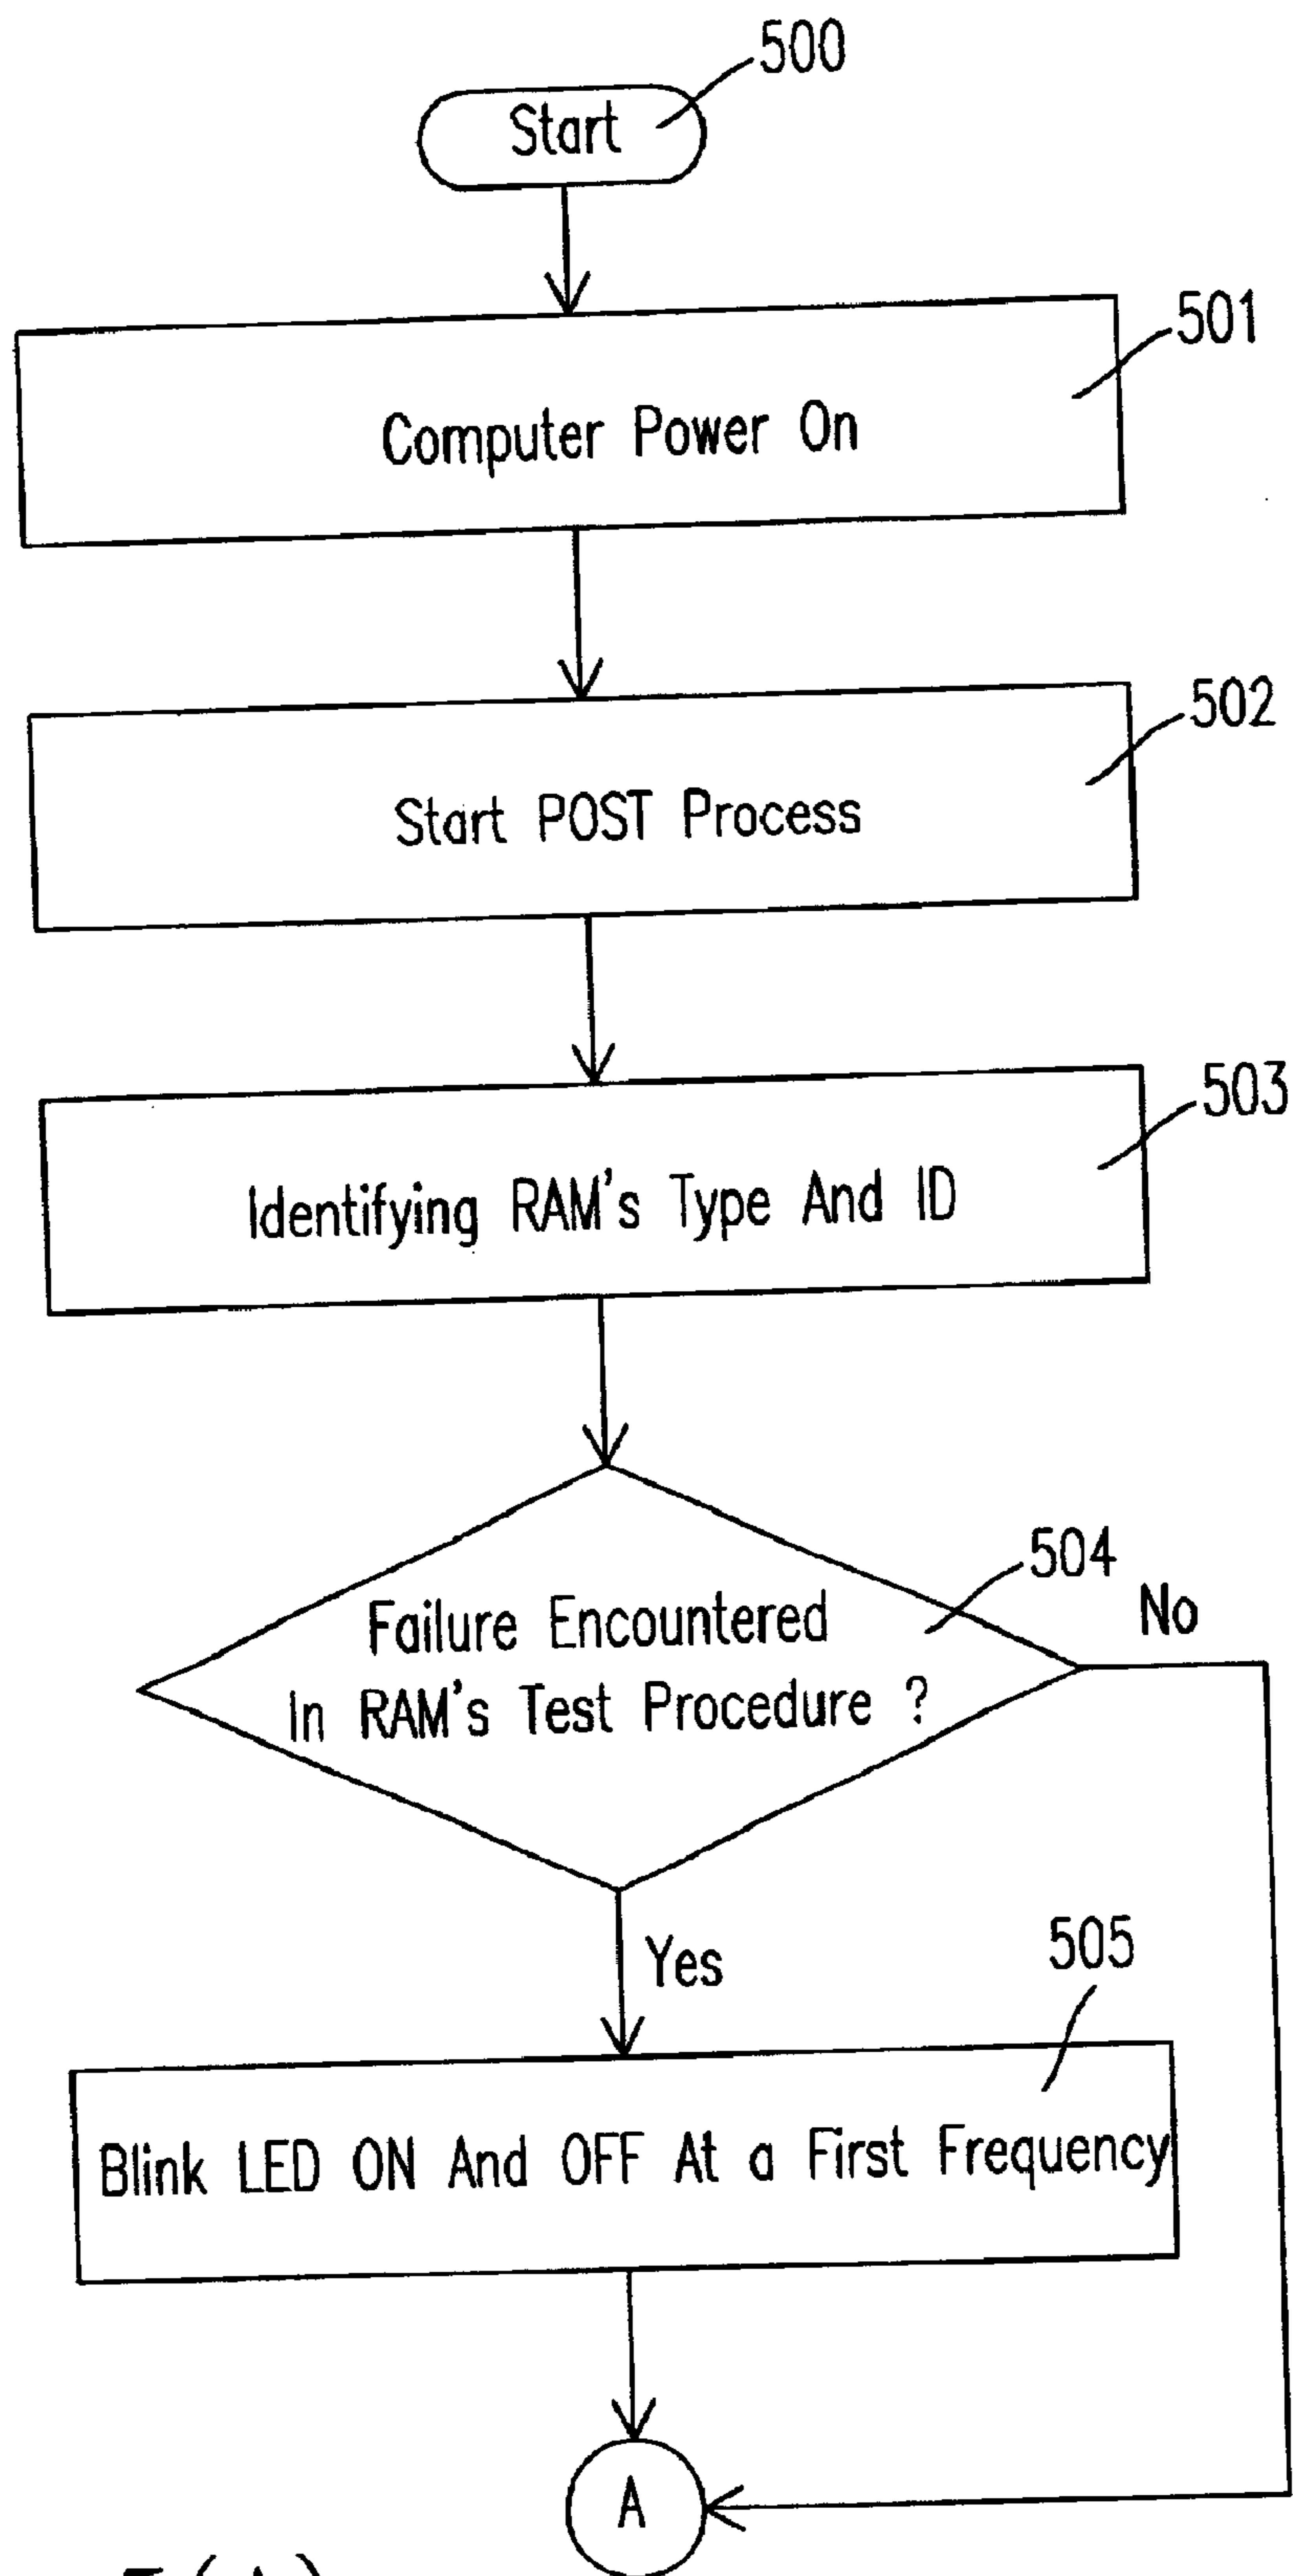 500
Start
501
Computer Power On
502
Start POST Process
503
Identifying RAM's Type And ID
504
Failure Encountered
In RAM's Test Procedure ?
No
Yes
505
Blink LED ON And OFF At a First Frequency
A